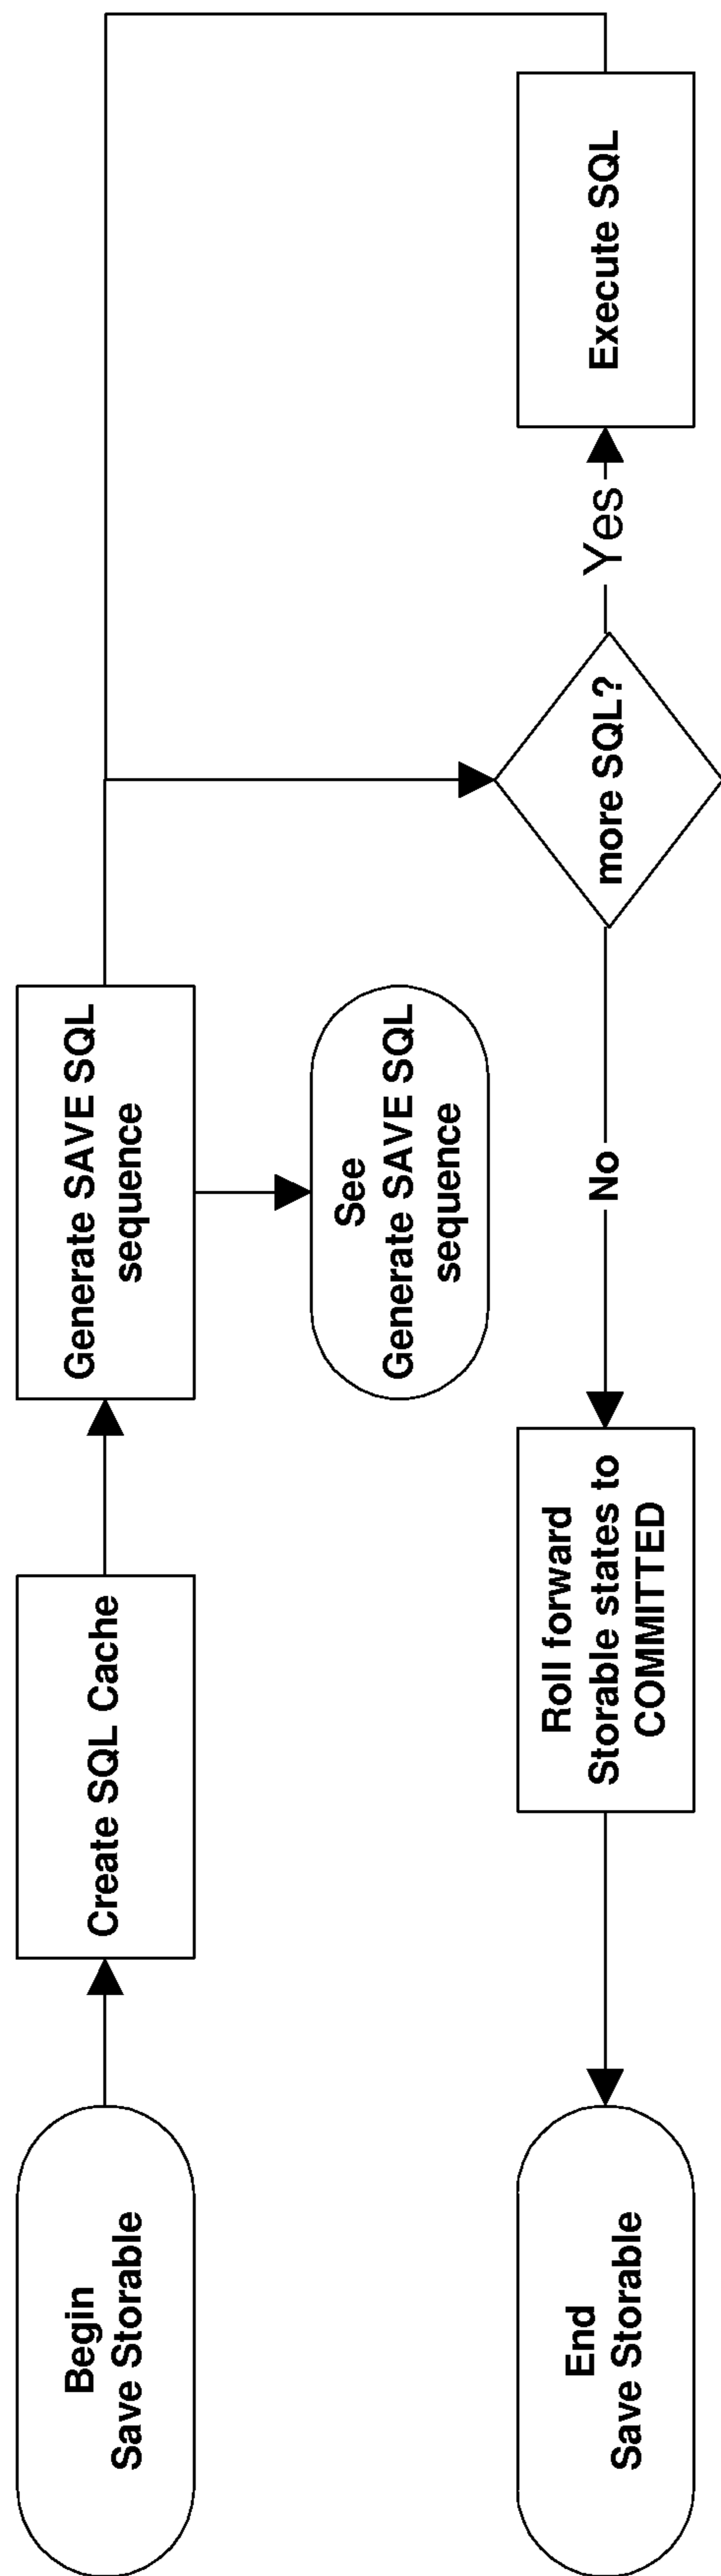 Begin
Save Storable
Create SQL Cache
Generate SAVE SQL
sequence
See
Generate SAVE SQL
sequence
more SQL?
Yes
Execute SQL
No
Roll forward
Storable states to
COMMITTED
End
Save Storable